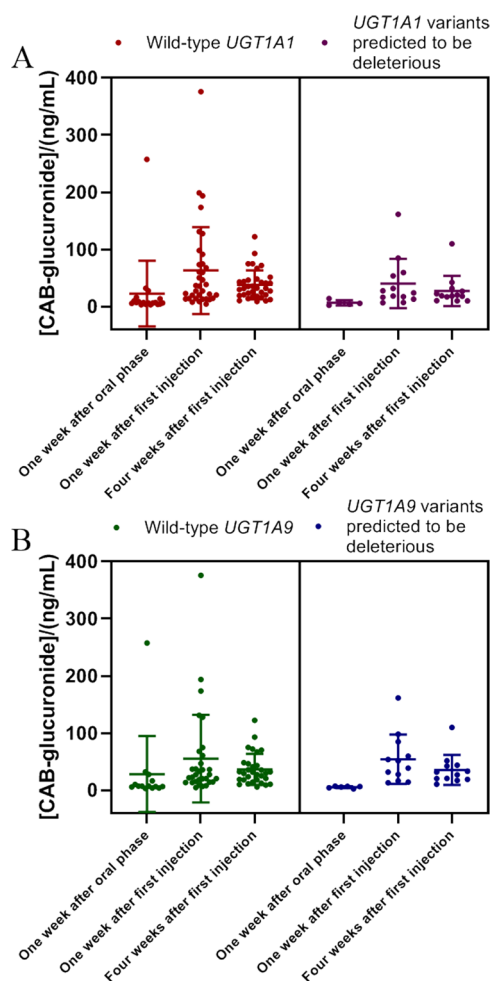 A
Wild-type UGT1A1
UGT1A1 variants
predicted to be
deleterious
[CAB-glucuronide]/(ng/mL)
400
300
200
100
0
One week after oral phase
One week after first injection
Four weeks after first injection
One week after oral phase
One week after first injection
Four weeks after first injection
B
Wild-type UGT1A9
UGT1A9 variants
predicted to be
deleterious
[CAB-glucuronide]/(ng/mL)
400
300
200
100
0
One week after oral phase
One week after first injection
Four weeks after first injection
One week after oral phase
One week after first injection
Four weeks after first injection